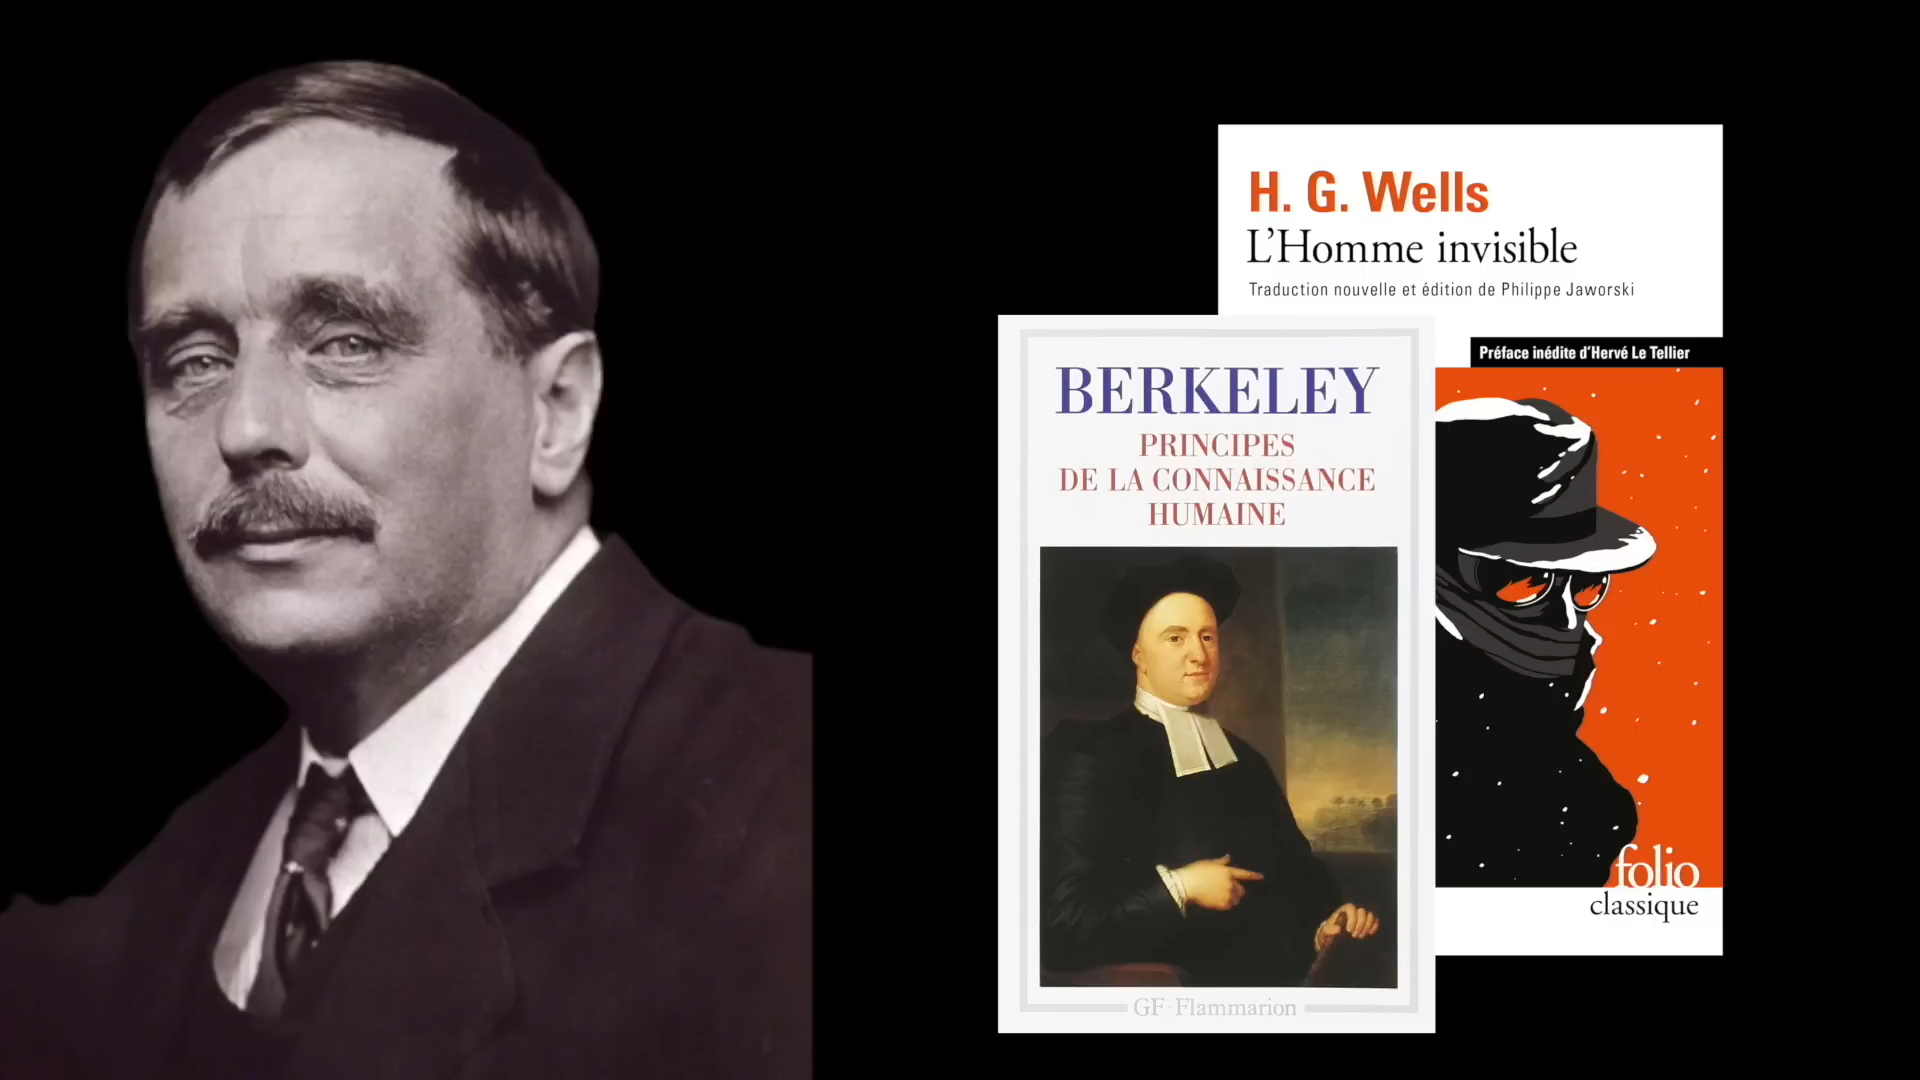 H. G. Wells
L'Homme invisible
Traduction nouvelle et édition de Philippe Jaworski
Préface inédite d'Hervé Le Tellier
folio
classique
BERKELEY
PRINCIPES
DE LA CONNAISSANCE
HUMAINE
GF-Flammarion